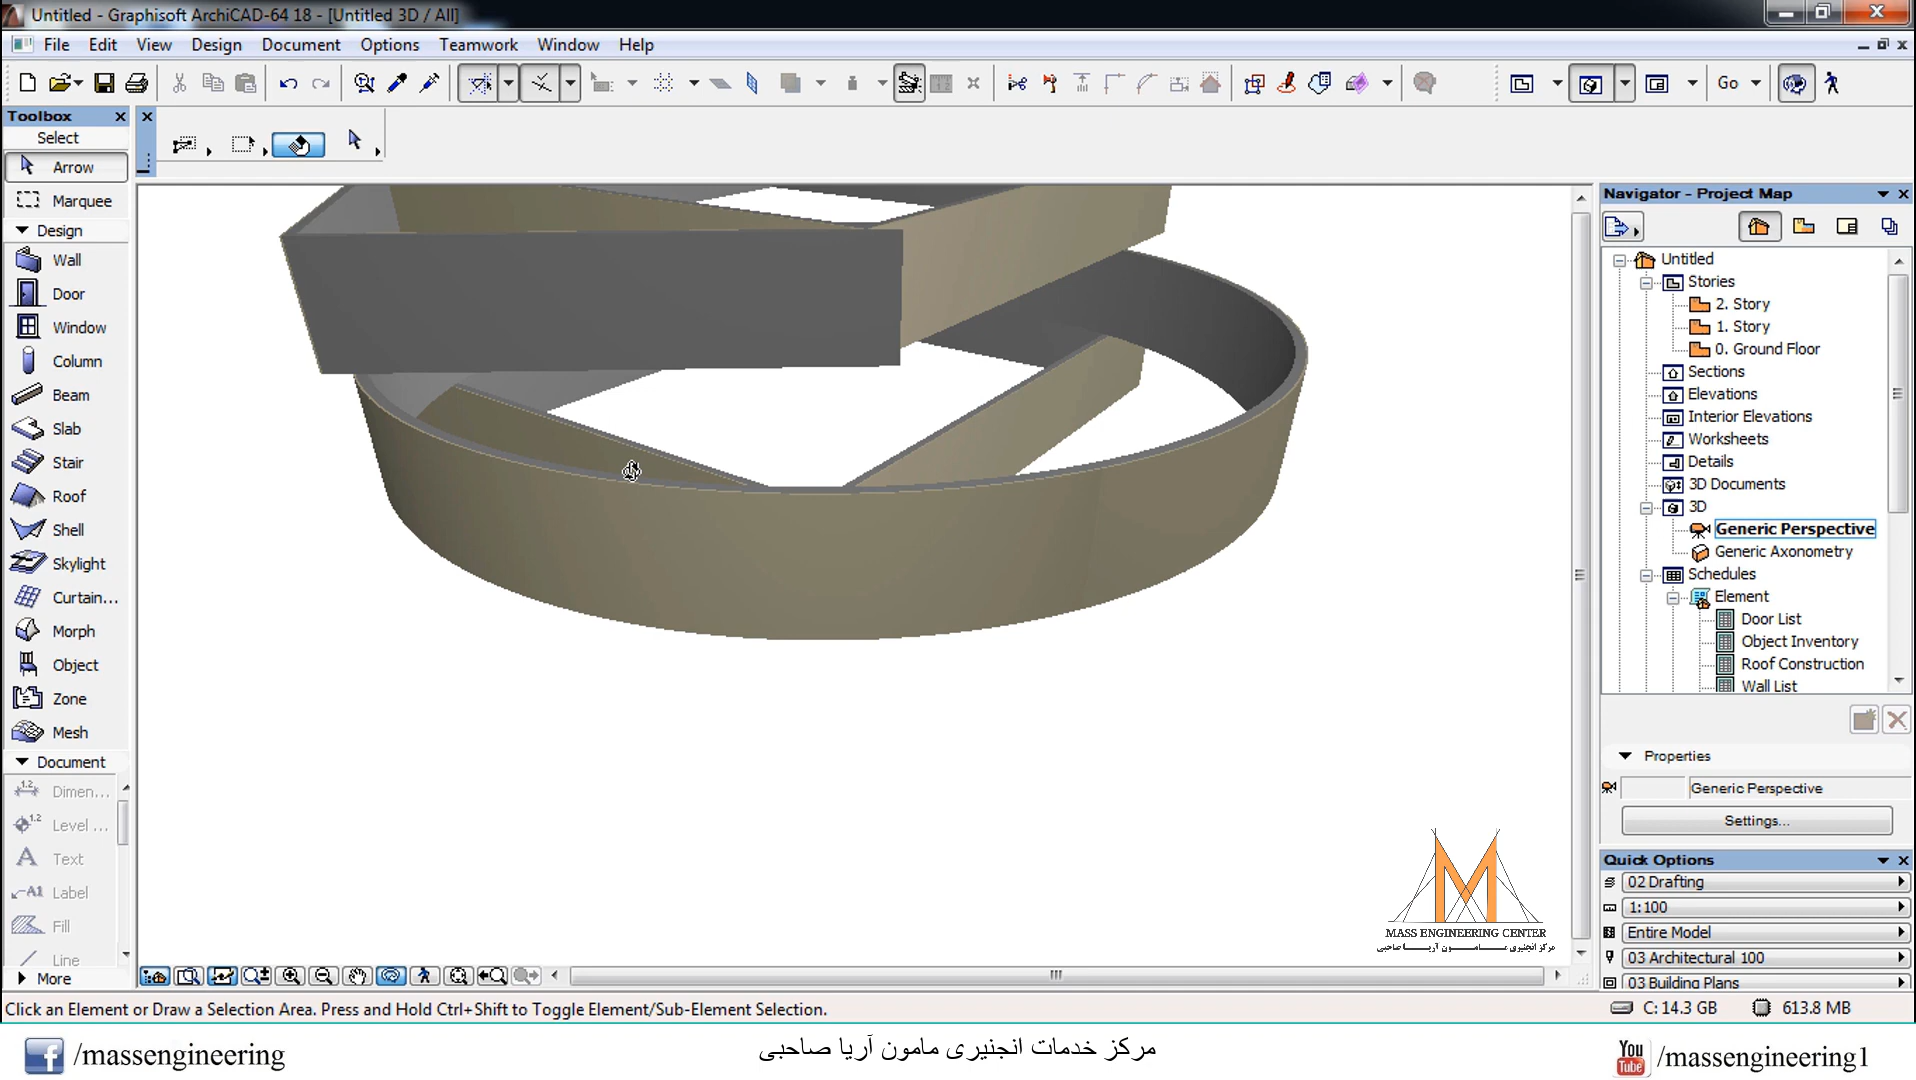 Untitled - Graphisoft ArchiCAD-64 18 - [Untitled 3D / All]
File Edit View Design Document Options Teamwork Window Help
Go
Toolbox
Select
Arrow
Marquee
Design
Wall
Door
Window
Column
Beam
Slab
Stair
Roof
Shell
Skylight
Curtain...
Morph
Object
Zone
Mesh
Document
Dimen...
Level ...
Text
Label
Fill
Line
More
Navigator - Project Map
Untitled
Stories
2. Story
1. Story
0. Ground Floor
Sections
Elevations
Interior Elevations
Worksheets
Details
3D Documents
3D
Generic Perspective
Generic Axonometry
Schedules
Element
Door List
Object Inventory
Roof Construction
Wall List
Properties
Generic Perspective
Settings...
Quick Options
02 Drafting
1:100
Entire Model
03 Architectural 100
03 Building Plans
M
MASS ENGINEERING CENTER
مرکز انجنیری مامون آریا صاحبی
Click an Element or Draw a Selection Area. Press and Hold Ctrl+Shift to Toggle Element/Sub-Element Selection.
C: 14.3 GB
613.8 MB
/massengineering
مرکز خدمات انجنیری مامون آریا صاحبی
You Tube /massengineering1